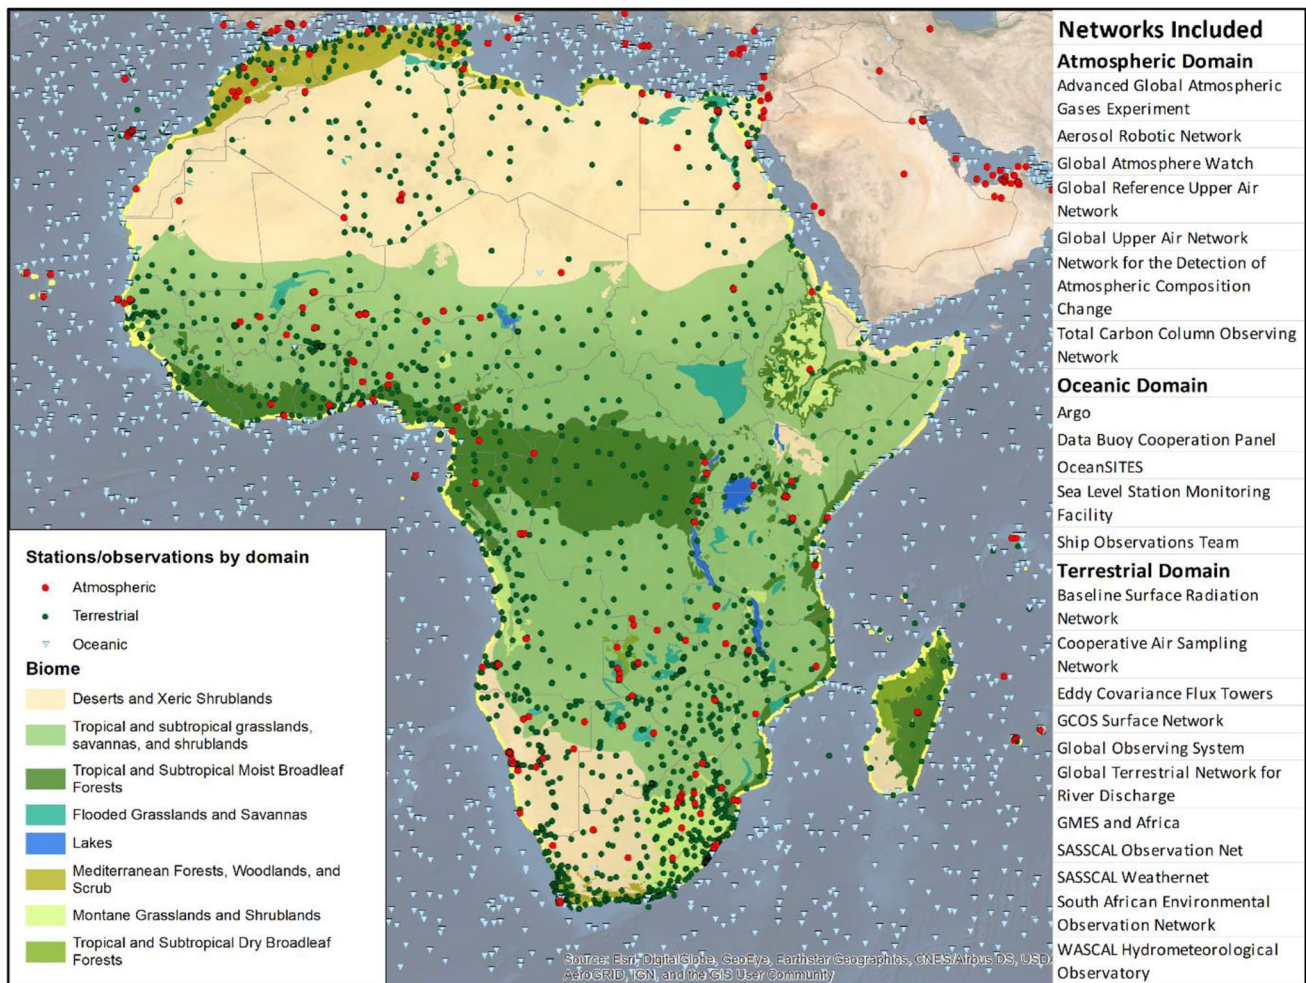 Networks Included
Atmospheric Domain
Advanced Global Atmospheric
Gases Experiment
Aerosol Robotic Network
Global Atmosphere Watch
Global Reference Upper Air
Network
Global Upper Air Network
Network for the Detection of
Atmospheric Composition
Change
Total Carbon Column Observing
Network
Oceanic Domain
Argo
Data Buoy Cooperation Panel
OceanSITES
Sea Level Station Monitoring
Facility
Ship Observations Team
Terrestrial Domain
Baseline Surface Radiation
Network
Cooperative Air Sampling
Network
Eddy Covariance Flux Towers
GCOS Surface Network
Global Observing System
Global Terrestrial Network for
River Discharge
GMES and Africa
SASSCAL Observation Net
SASSCAL Weathernet
South African Environmental
Observation Network
WASCAL Hydrometeorological
Observatory
Stations/observations by domain
Atmospheric
Terrestrial
Oceanic
Biome
Deserts and Xeric Shrublands
Tropical and subtropical grasslands,
savannas, and shrublands
Tropical and Subtropical Moist Broadleaf
Forests
Flooded Grasslands and Savannas
Lakes
Mediterranean Forests, Woodlands, and
Scrub
Montane Grasslands and Shrublands
Tropical and Subtropical Dry Broadleaf
Forests
Source: Esri, DigitalGlobe, GeoEye, Earthstar Geographics, CNES/Airbus DS, USD
AeroGRID, IGN, and the GIS User Community